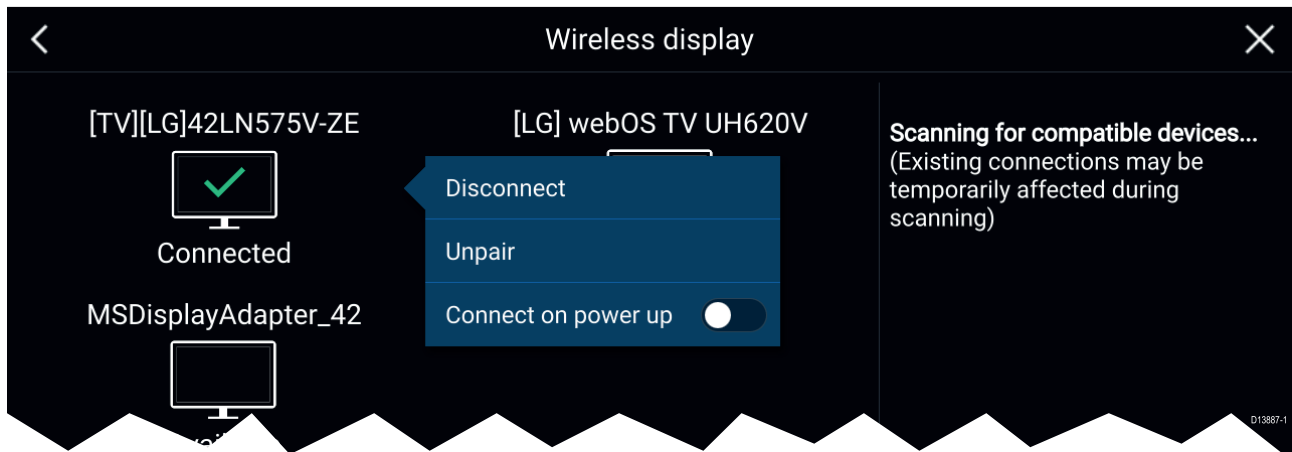 Wireless display
[TV][LG]42LN575V-ZE
[LG] webOS TV UH620V
Connected
MSDisplayAdapter_42
Disconnect
Unpair
Connect on power up
Scanning for compatible devices...
(Existing connections may be
temporarily affected during
scanning)
D13887-1